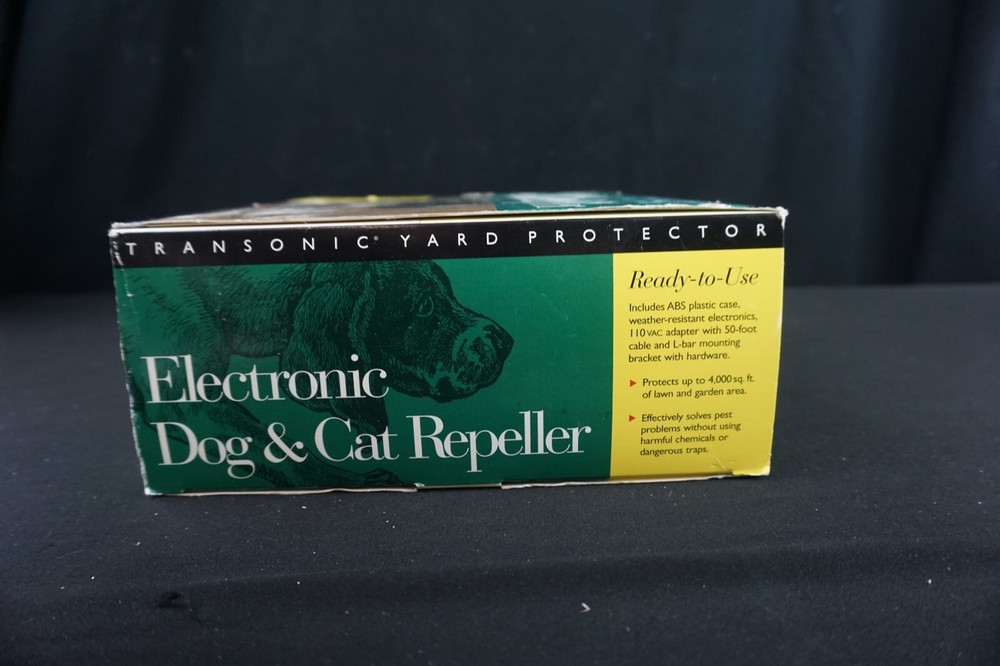 TRANSONIC® YARD PROTECTOR
Electronic
Dog & Cat Repeller
Ready-to-Use
Includes ABS plastic case,
weather-resistant electronics,
110 VAC adapter with 50-foot
cable and L-bar mounting
bracket with hardware.
▶ Protects up to 4,000 sq. ft.
of lawn and garden area.
▶ Effectively solves pest
problems without using
harmful chemicals or
dangerous traps.